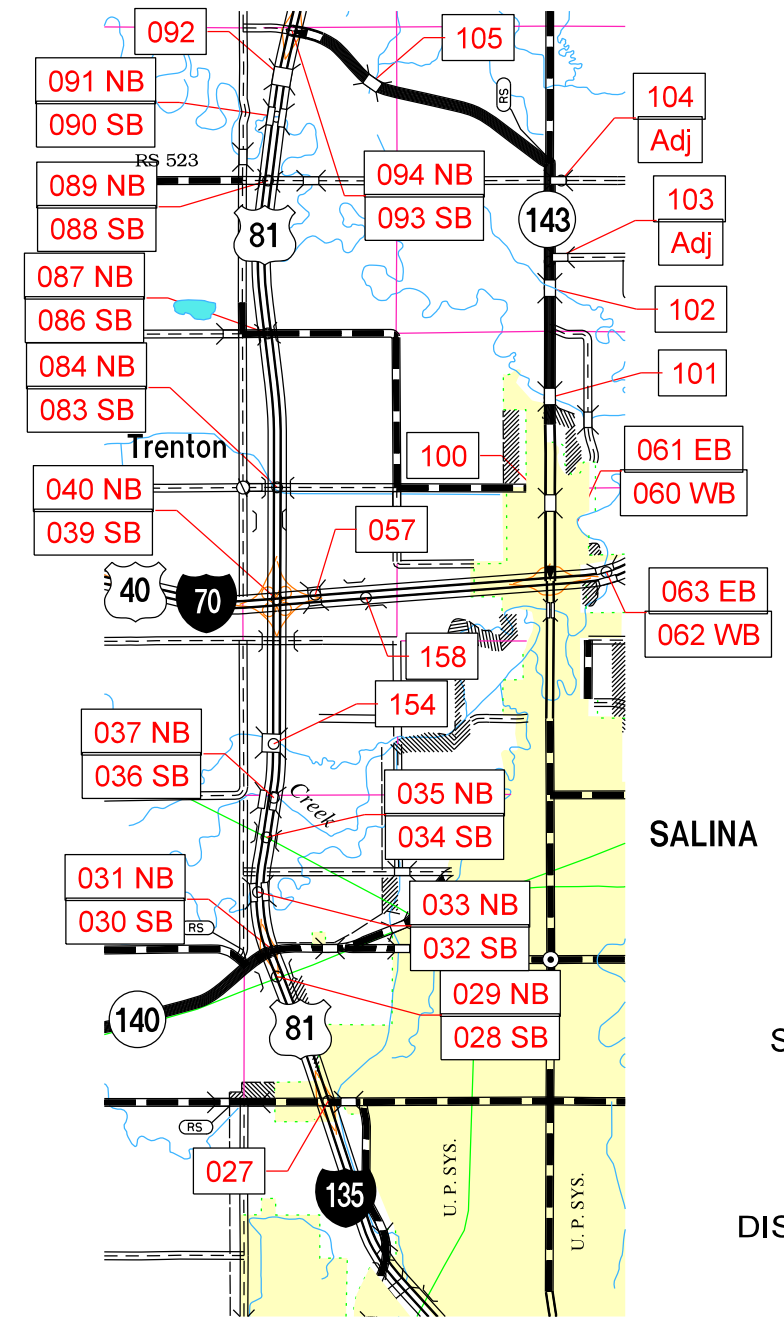 092
105
091 NB
090 SB
RS
104
Adj
RS 523
089 NB
088 SB
094 NB
093 SB
81
143
103
Adj
087 NB
086 SB
102
084 NB
083 SB
101
Trenton
100
061 EB
060 WB
040 NB
039 SB
057
40
70
063 EB
062 WB
158
154
037 NB
036 SB
Creek
035 NB
034 SB
SALINA
031 NB
030 SB
RS
033 NB
032 SB
029 NB
028 SB
140
81
S
RS
027
135
U. P. SYS.
U. P. SYS.
DIS